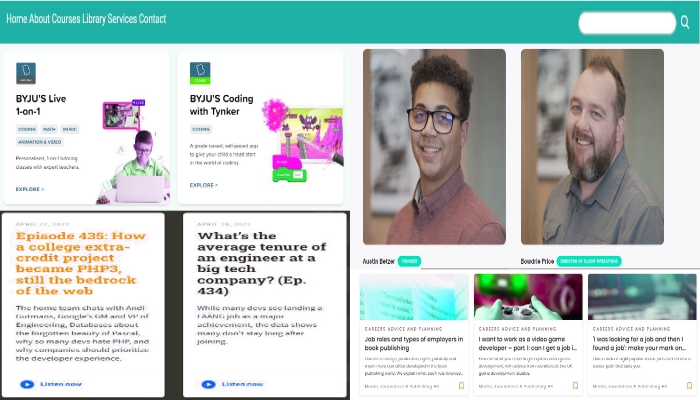 Home About Courses Library Services Contact
BYJU'S Live
1-on-1
CODING MATH MUSIC
ANIMATION & VIDEO
Personalised, 1-on-1 tutoring
classes with expert teachers.
EXPLORE >
LIVE
BYJU'S Coding
with Tynker
CODING
A grade based, self-paced app
to give your child a head start
in the world of coding.
EXPLORE >
Austin Betzer FOUNDER
Bowdrie Price DIRECTOR OF CLIENT OPERATIONS
APRIL 22, 2022
Episode 435: How
a college extra-
credit project
became PHP3,
still the bedrock
of the web
The home team chats with Andi
Gutmans, Google's GM and VP of
Engineering, Databases about
the forgotten beauty of Pascal,
why so many devs hate PHP, and
why companies should prioritize
the developer experience.
Listen now
APRIL 19, 2022
What's the
average tenure of
an engineer at a
big tech
company? (Ep.
434)
While many devs see landing a
FAANG job as a major
achievement, the data shows
many don't stay long after
joining.
Listen now
CAREERS ADVICE AND PLANNING
Job roles and types of employers in
book publishing
Media, Journalism & Publishing
CAREERS ADVICE AND PLANNING
I want to work as a video game
developer – part 1: can I get a job i...
Media, Journalism & Publishing
CAREERS ADVICE AND PLANNING
'I was looking for a job and then I
found a job': make your mark on...
Media, Journalism & Publishing